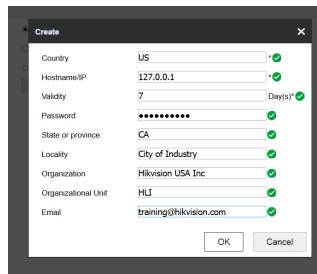 Create
Country US *
Hostname/IP 127.0.0.1 *
Validity 7 Day(s)*
Password ●●●●●●●●●●
State or province CA
Locality City of Industry
Organization Hikvision USA Inc
Organizational Unit HLI
Email training@hikvision.com
OK Cancel